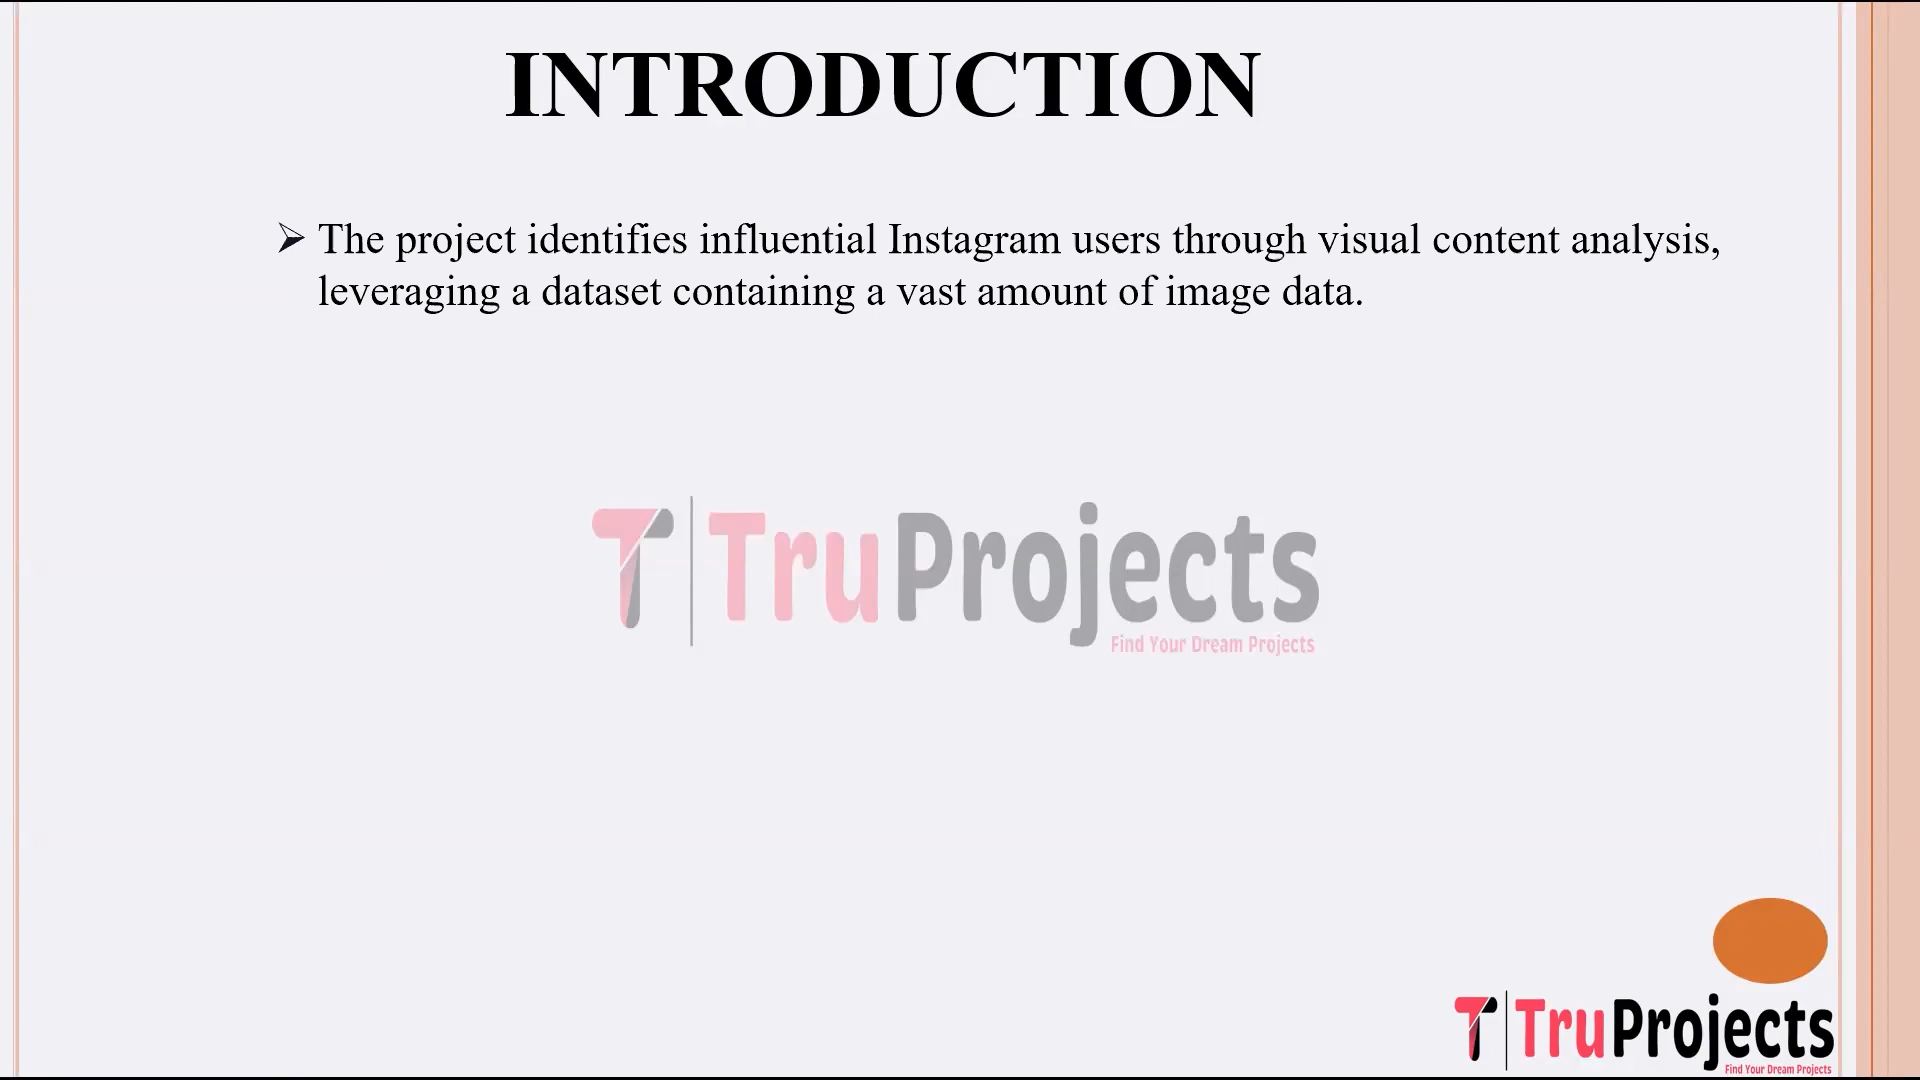 INTRODUCTION
➢ The project identifies influential Instagram users through visual content analysis,
leveraging a dataset containing a vast amount of image data.
TruProjects
Find Your Dream Projects
TruProjects
Find Your Dream Projects